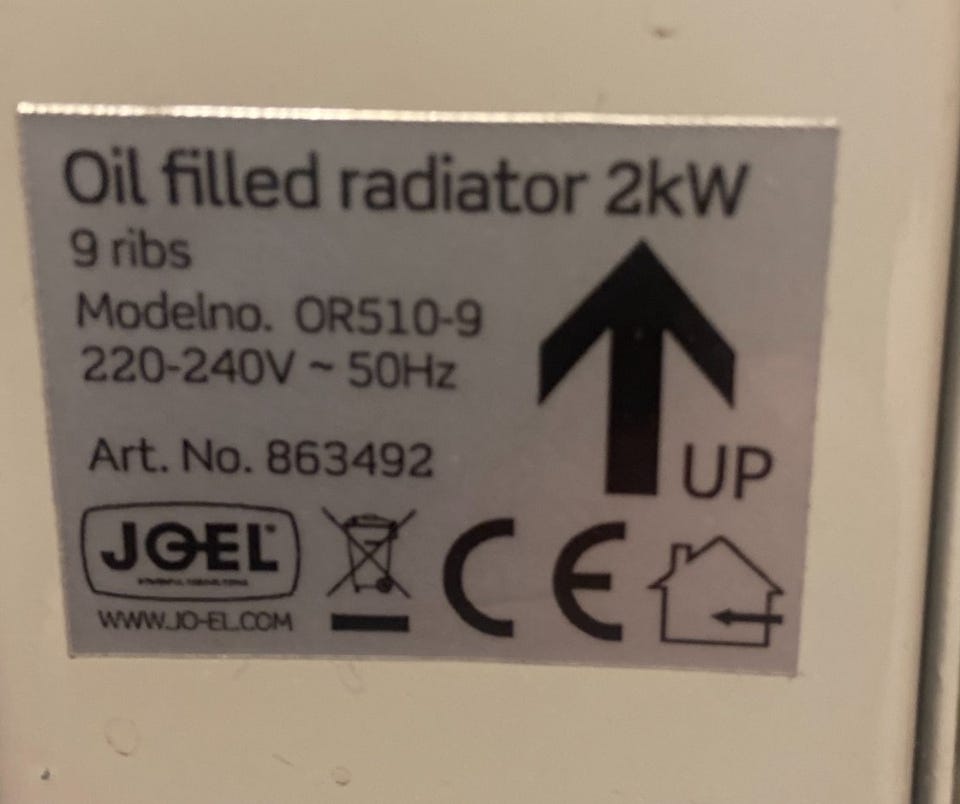 Oil filled radiator 2kW
9 ribs
Modelno. OR510-9
220-240V ~ 50Hz
Art. No. 863492
UP
JOEL
WWW.JO-EL.COM
CE